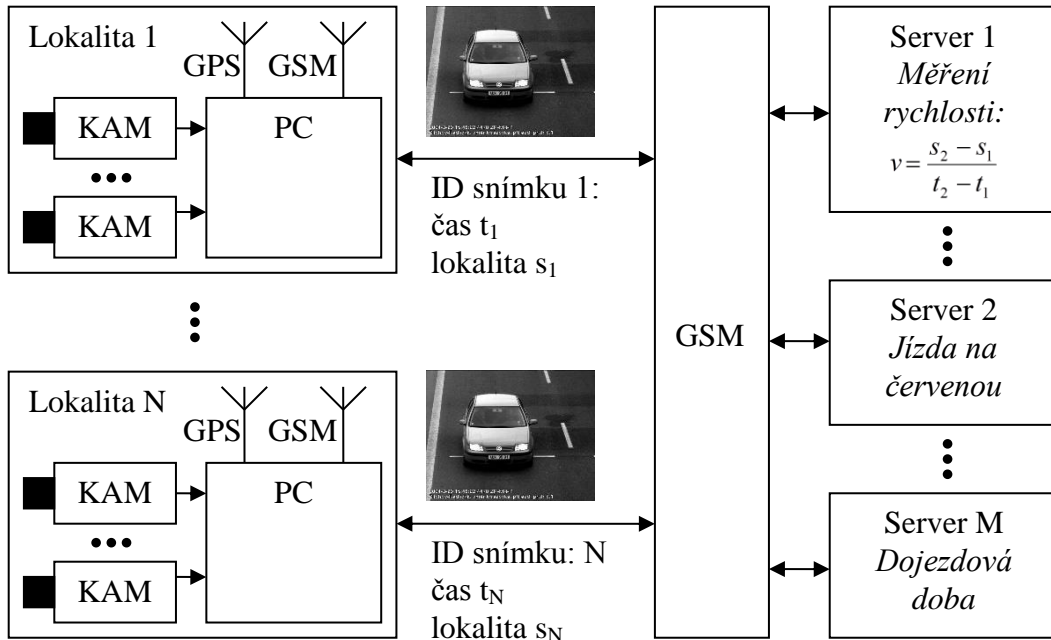 Lokalita 1
GPS
GSM
KAM
KAM
PC
ID snímku 1:
čas t₁
lokalita s₁
Lokalita N
GPS
GSM
KAM
KAM
PC
ID snímku: N
čas t_N
lokalita s_N
GSM
Server 1
Měření
rychlosti:
v = (s₂ − s₁) / (t₂ − t₁)
Server 2
Jízda na
červenou
Server M
Dojezdová
doba